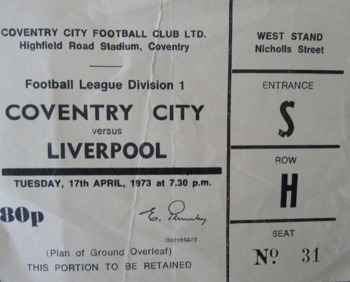 COVENTRY CITY FOOTBALL CLUB LTD.
Highfield Road Stadium, Coventry
Football League Division 1
COVENTRY CITY
versus
LIVERPOOL
TUESDAY, 17th APRIL, 1973 at 7.30 p.m.
80p
Secretary
(Plan of Ground Overleaf)
THIS PORTION TO BE RETAINED
WEST STAND
Nicholls Street
ENTRANCE
S
ROW
H
SEAT
No 31